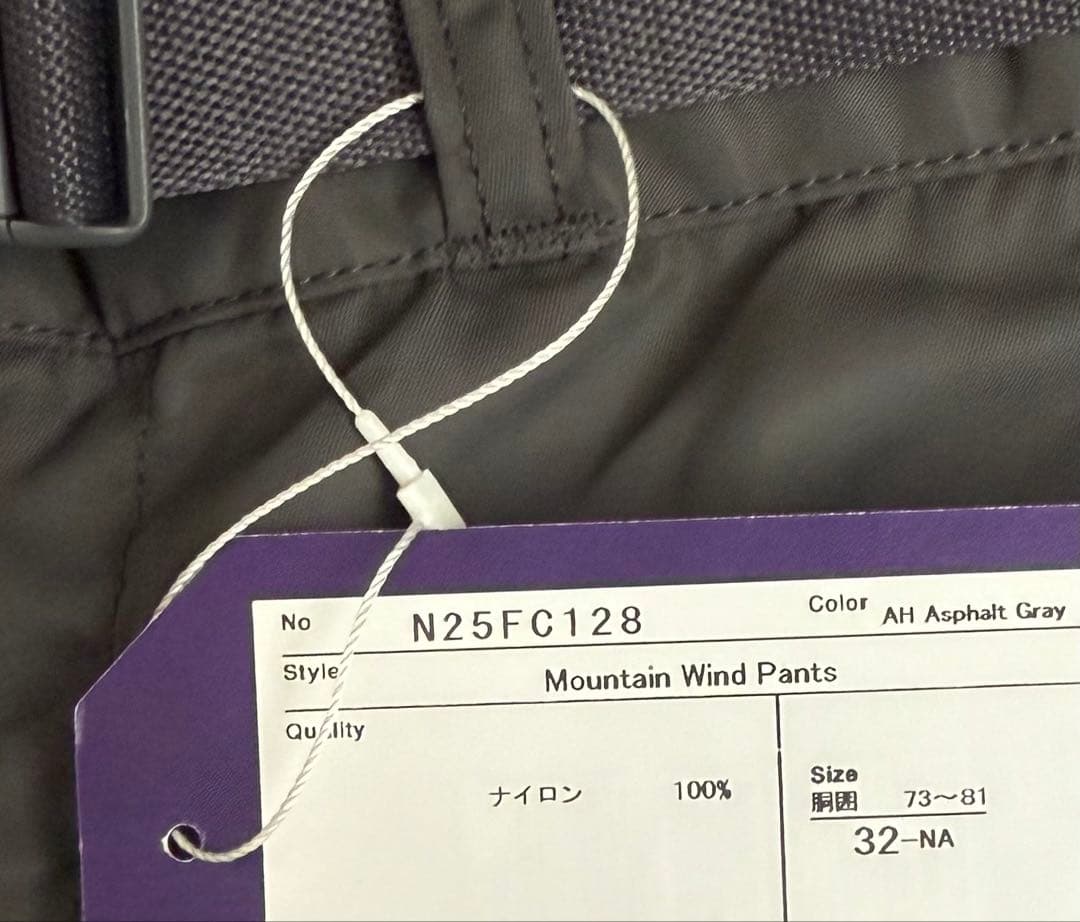 No N25FC128 Color AH Asphalt Gray
Style Mountain Wind Pants
Quality
ナイロン 100%
Size
胴囲 73〜81
32-NA